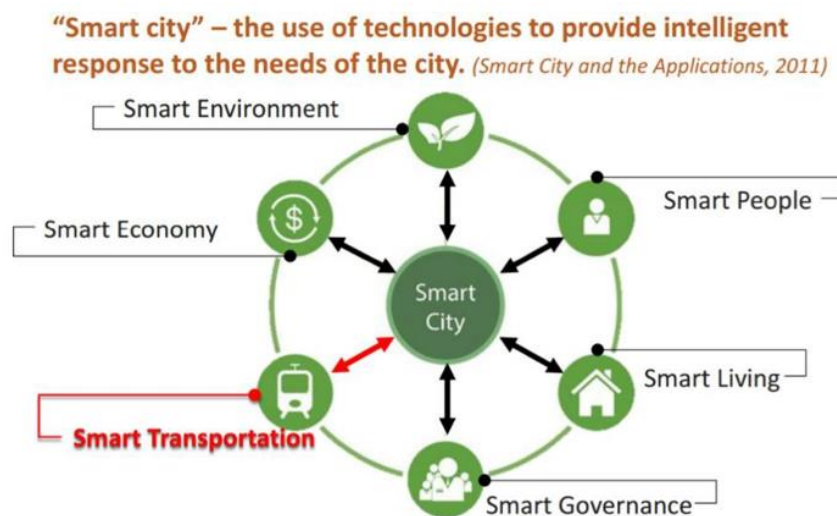 “Smart city” – the use of technologies to provide intelligent
response to the needs of the city. (Smart City and the Applications, 2011)
Smart Environment
Smart People
Smart Economy
$
Smart
City
Smart Living
Smart Transportation
Smart Governance